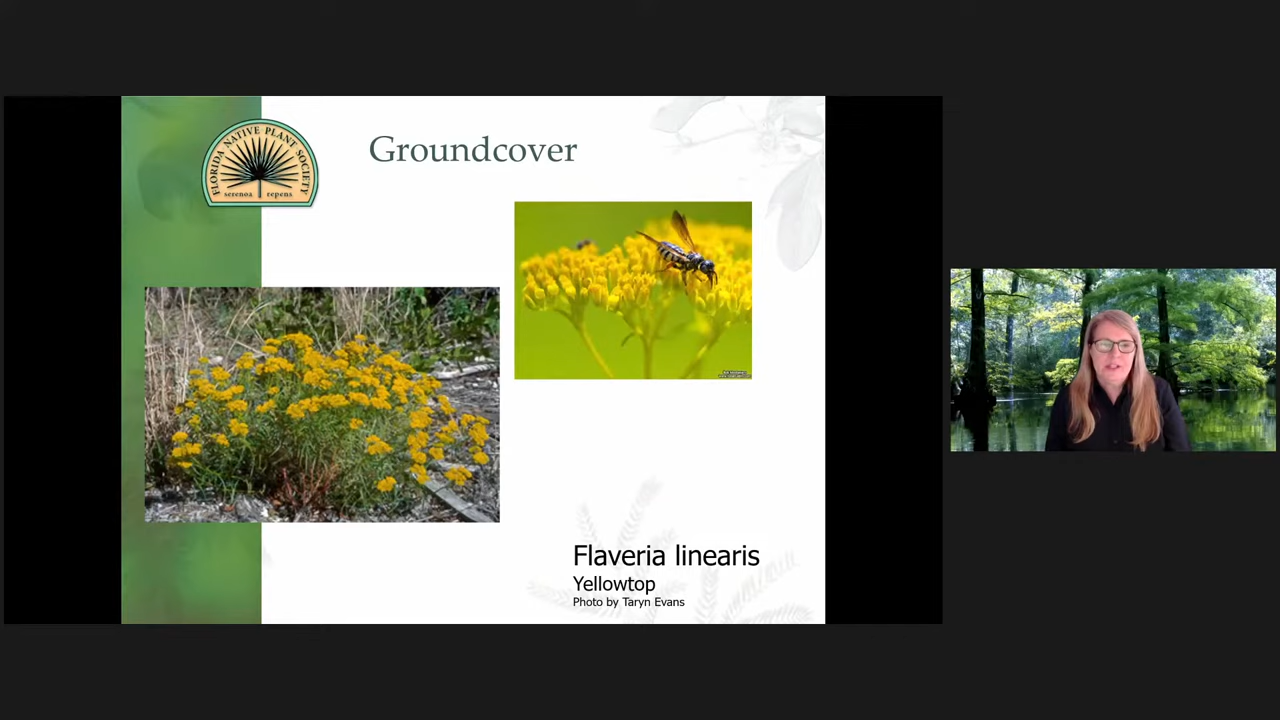 FLORIDA NATIVE PLANT SOCIETY
serenoa repens
Groundcover
Flaveria linearis
Yellowtop
Photo by Taryn Evans